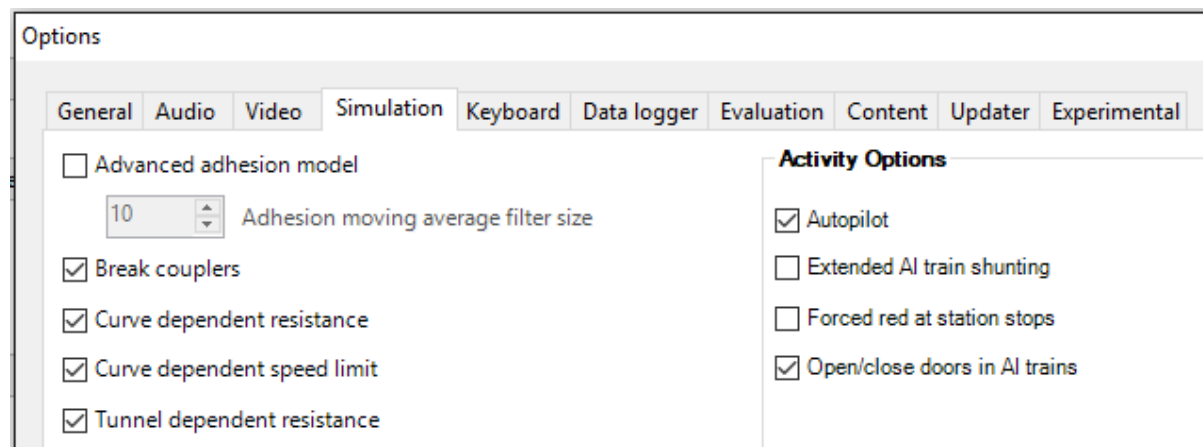 Options
General Audio Video Simulation Keyboard Data logger Evaluation Content Updater Experimental
Advanced adhesion model
10 Adhesion moving average filter size
Break couplers
Curve dependent resistance
Curve dependent speed limit
Tunnel dependent resistance
Activity Options
Autopilot
Extended AI train shunting
Forced red at station stops
Open/close doors in AI trains